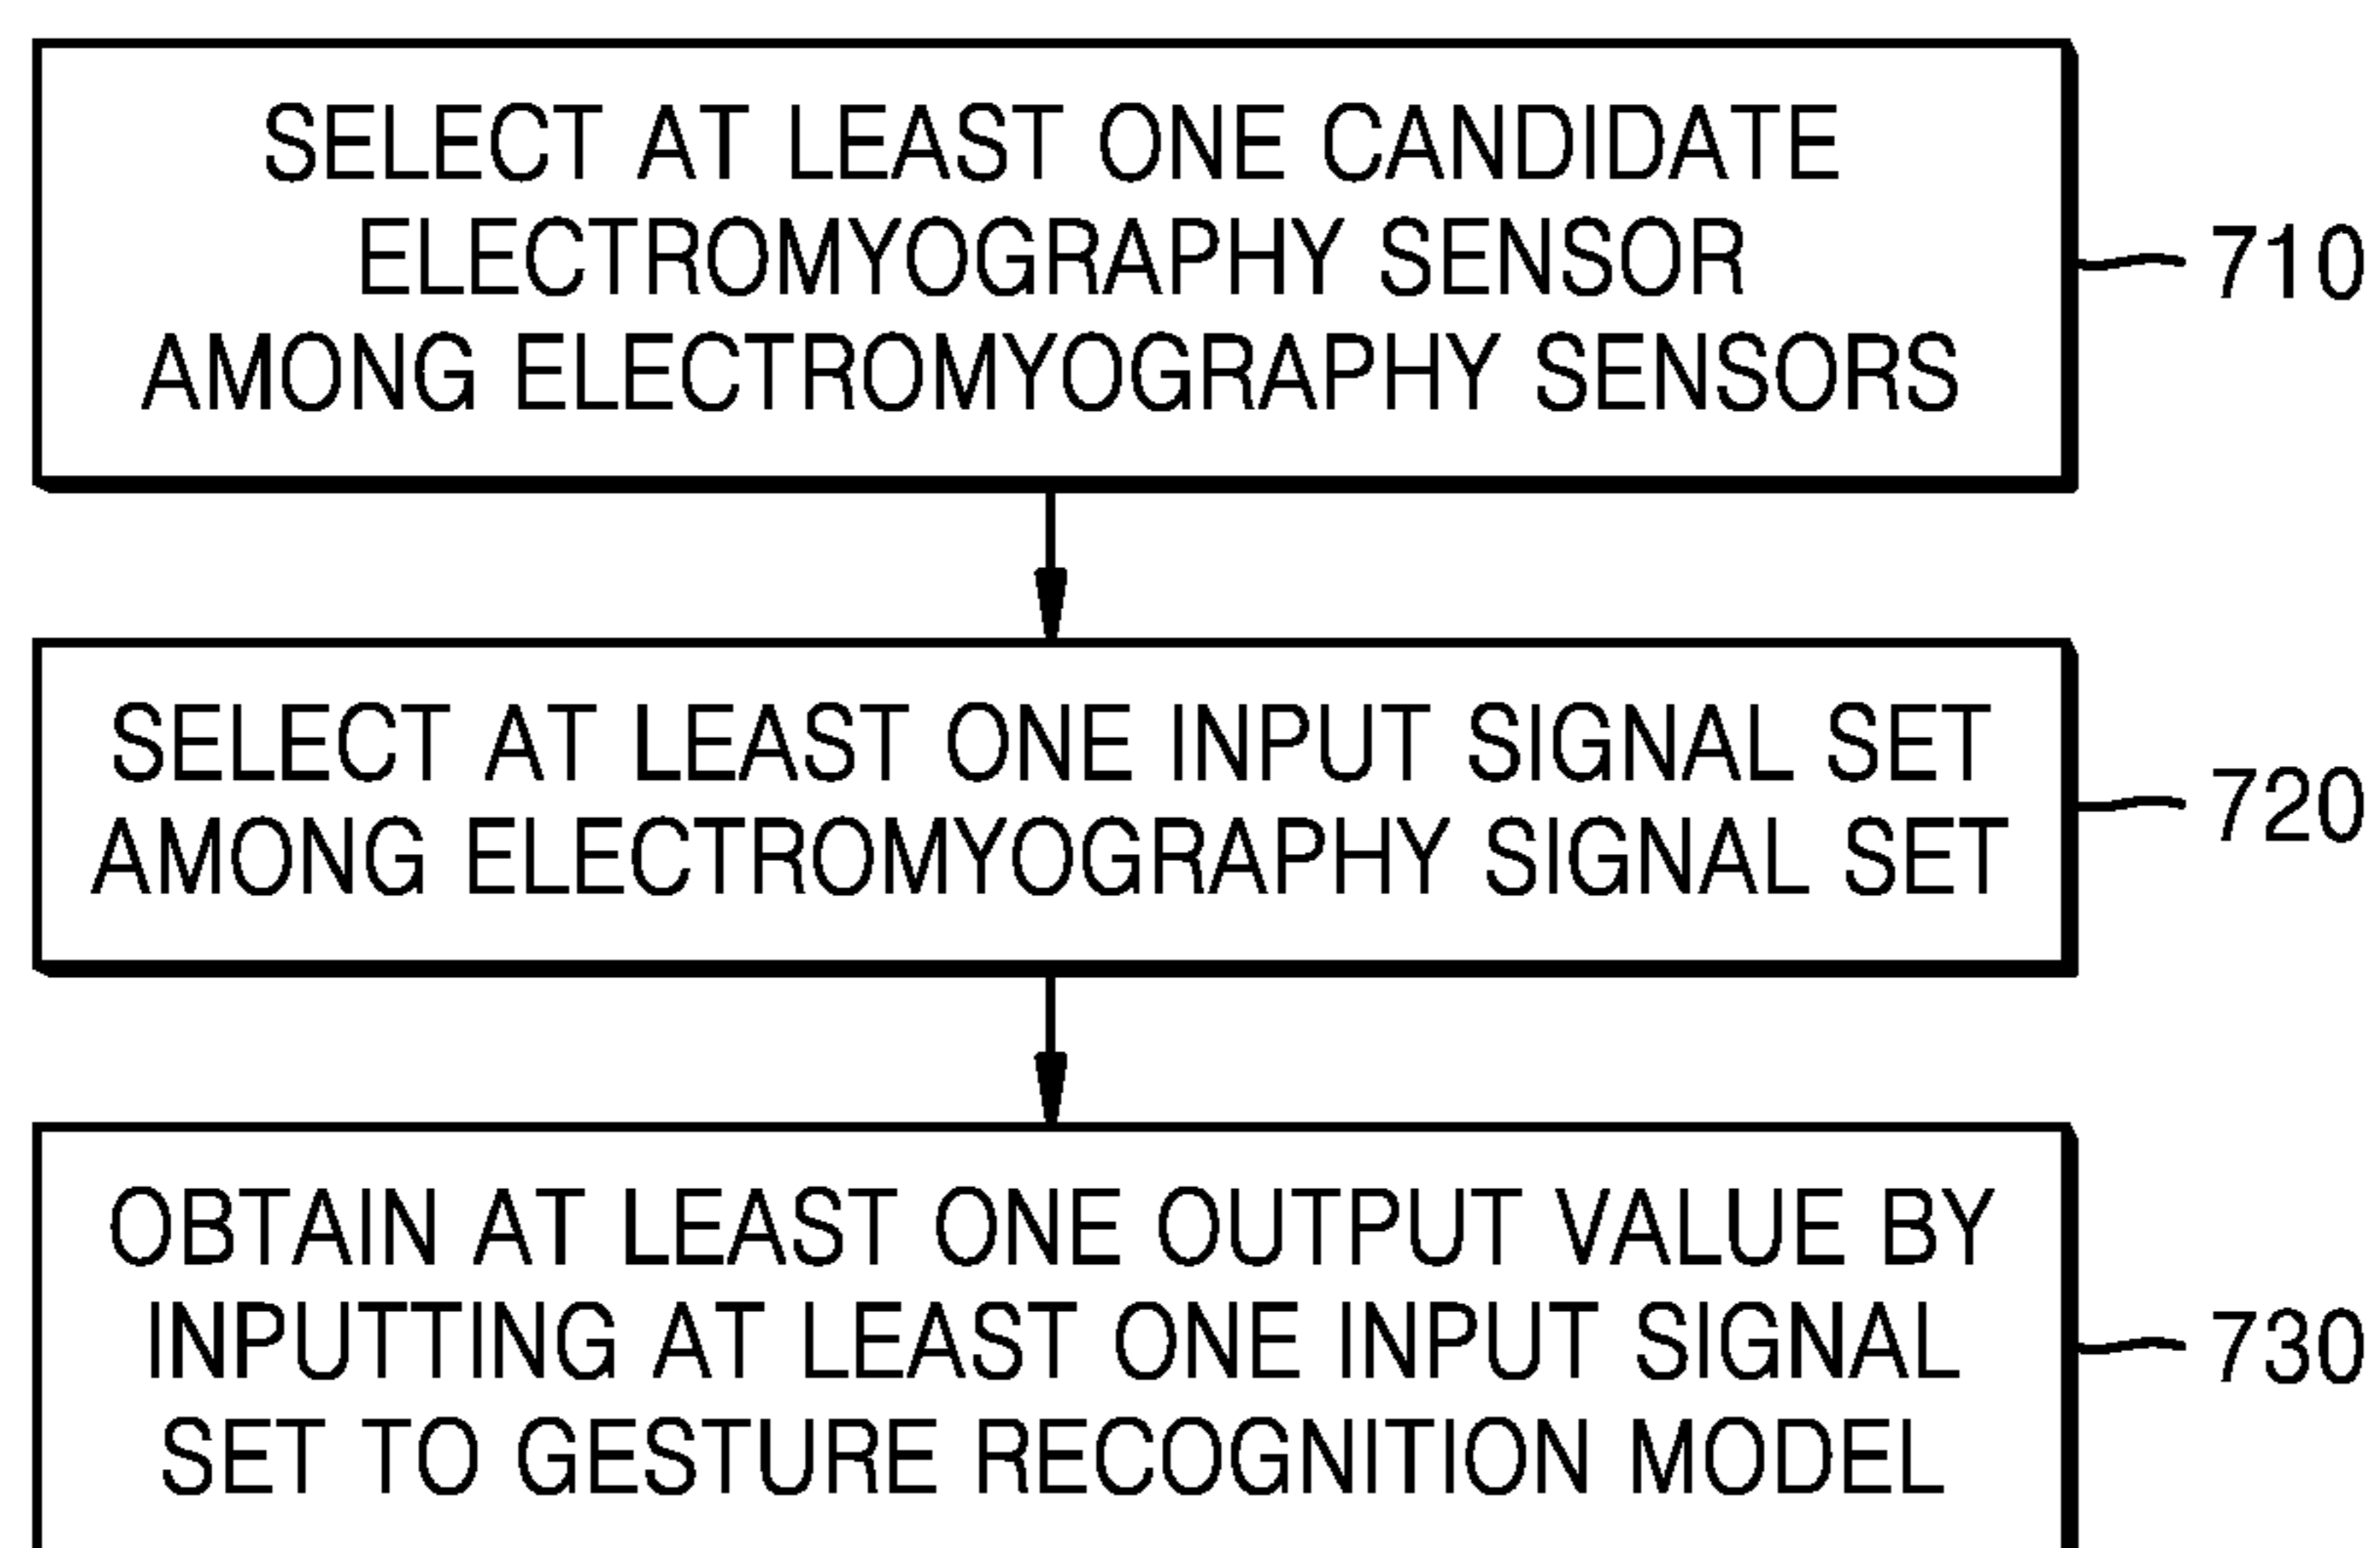 SELECT AT LEAST ONE CANDIDATE
ELECTROMYOGRAPHY SENSOR
AMONG ELECTROMYOGRAPHY SENSORS
710
SELECT AT LEAST ONE INPUT SIGNAL SET
AMONG ELECTROMYOGRAPHY SIGNAL SET
720
OBTAIN AT LEAST ONE OUTPUT VALUE BY
INPUTTING AT LEAST ONE INPUT SIGNAL
SET TO GESTURE RECOGNITION MODEL
730